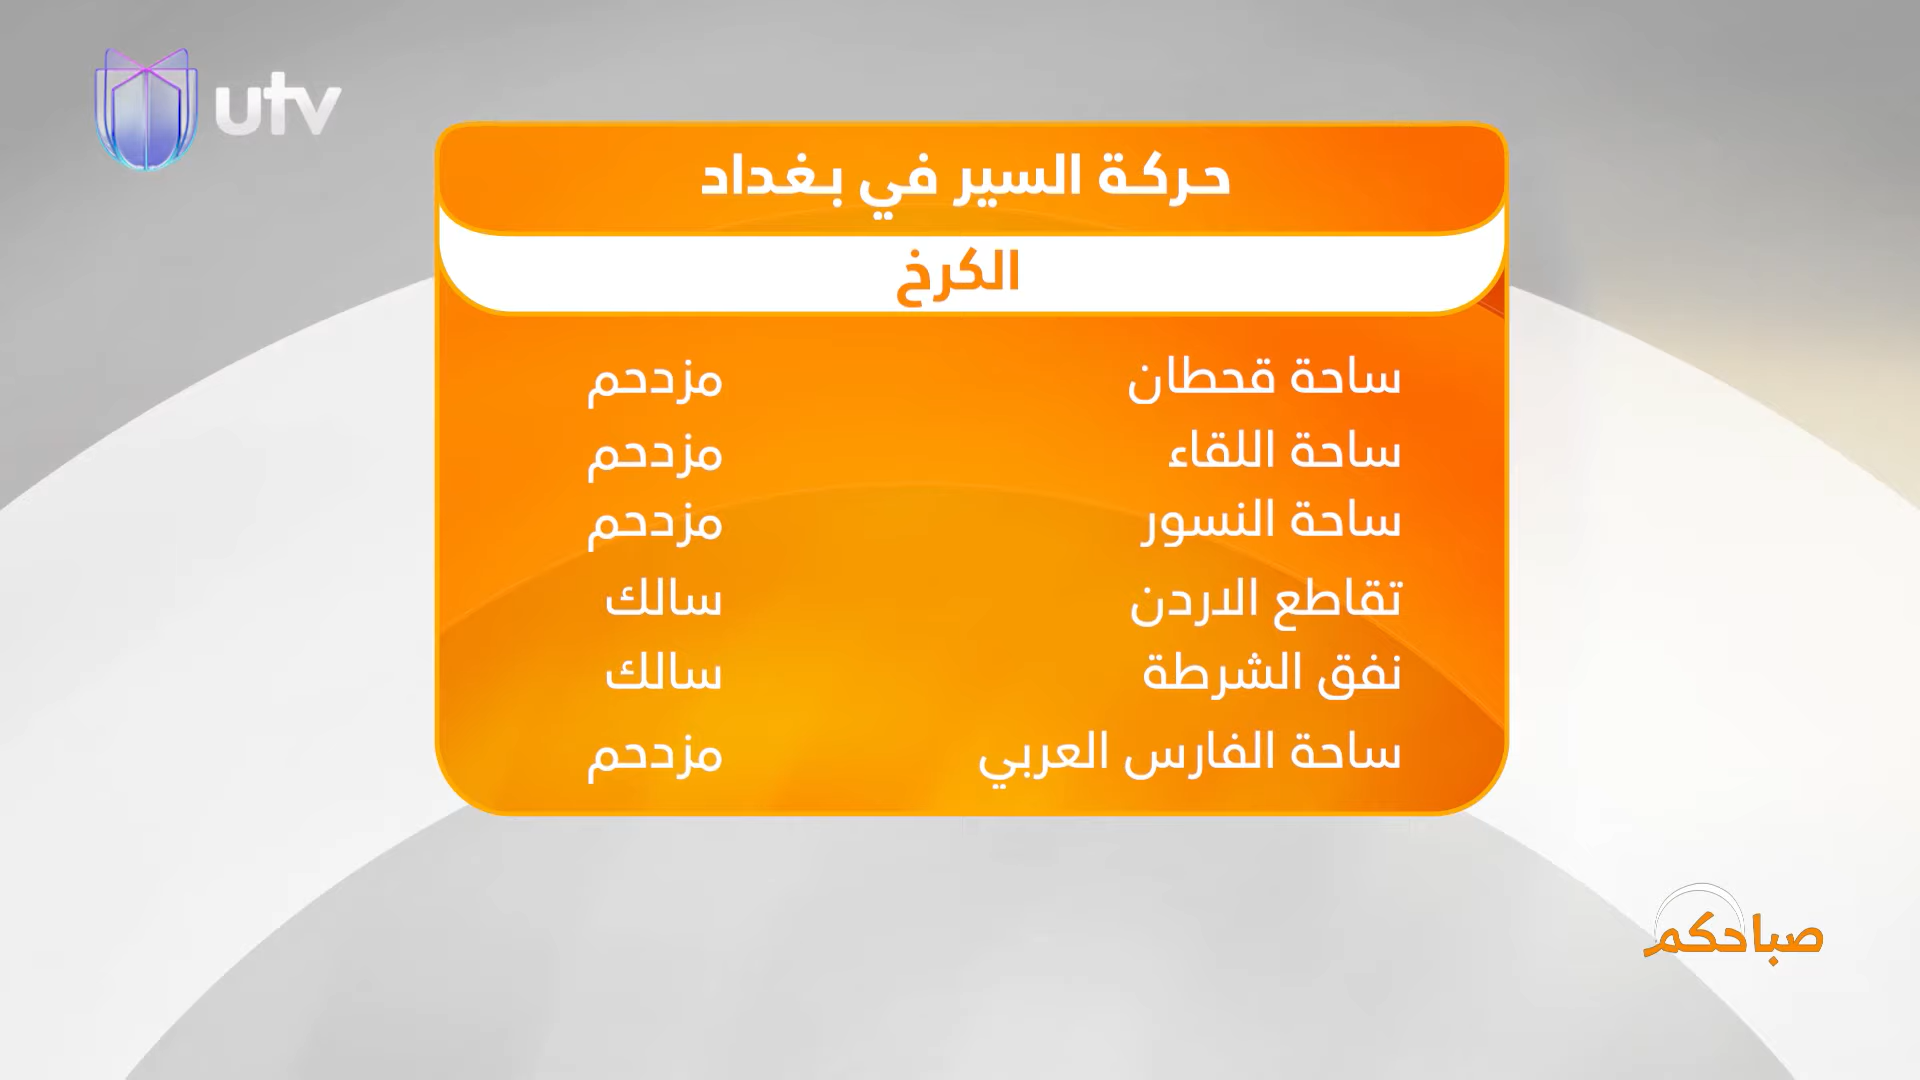 utv
حركة السير في بغداد
الكرخ
ساحة قحطان مزدحم
ساحة اللقاء مزدحم
ساحة النسور مزدحم
تقاطع الاردن سالك
نفق الشرطة سالك
ساحة الفارس العربي مزدحم
صباحكم